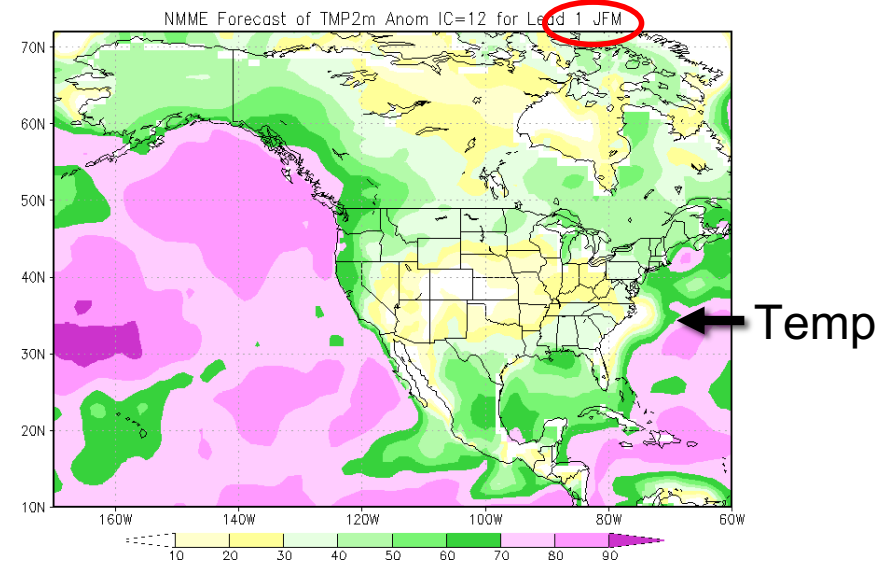 NMME Forecast of TMP2m Anom IC=12 for Lead 1 JFM
70N
60N
50N
40N
30N
20N
10N
Temp
160W 140W 120W 100W 80W 60W
10 20 30 40 50 60 70 80 90